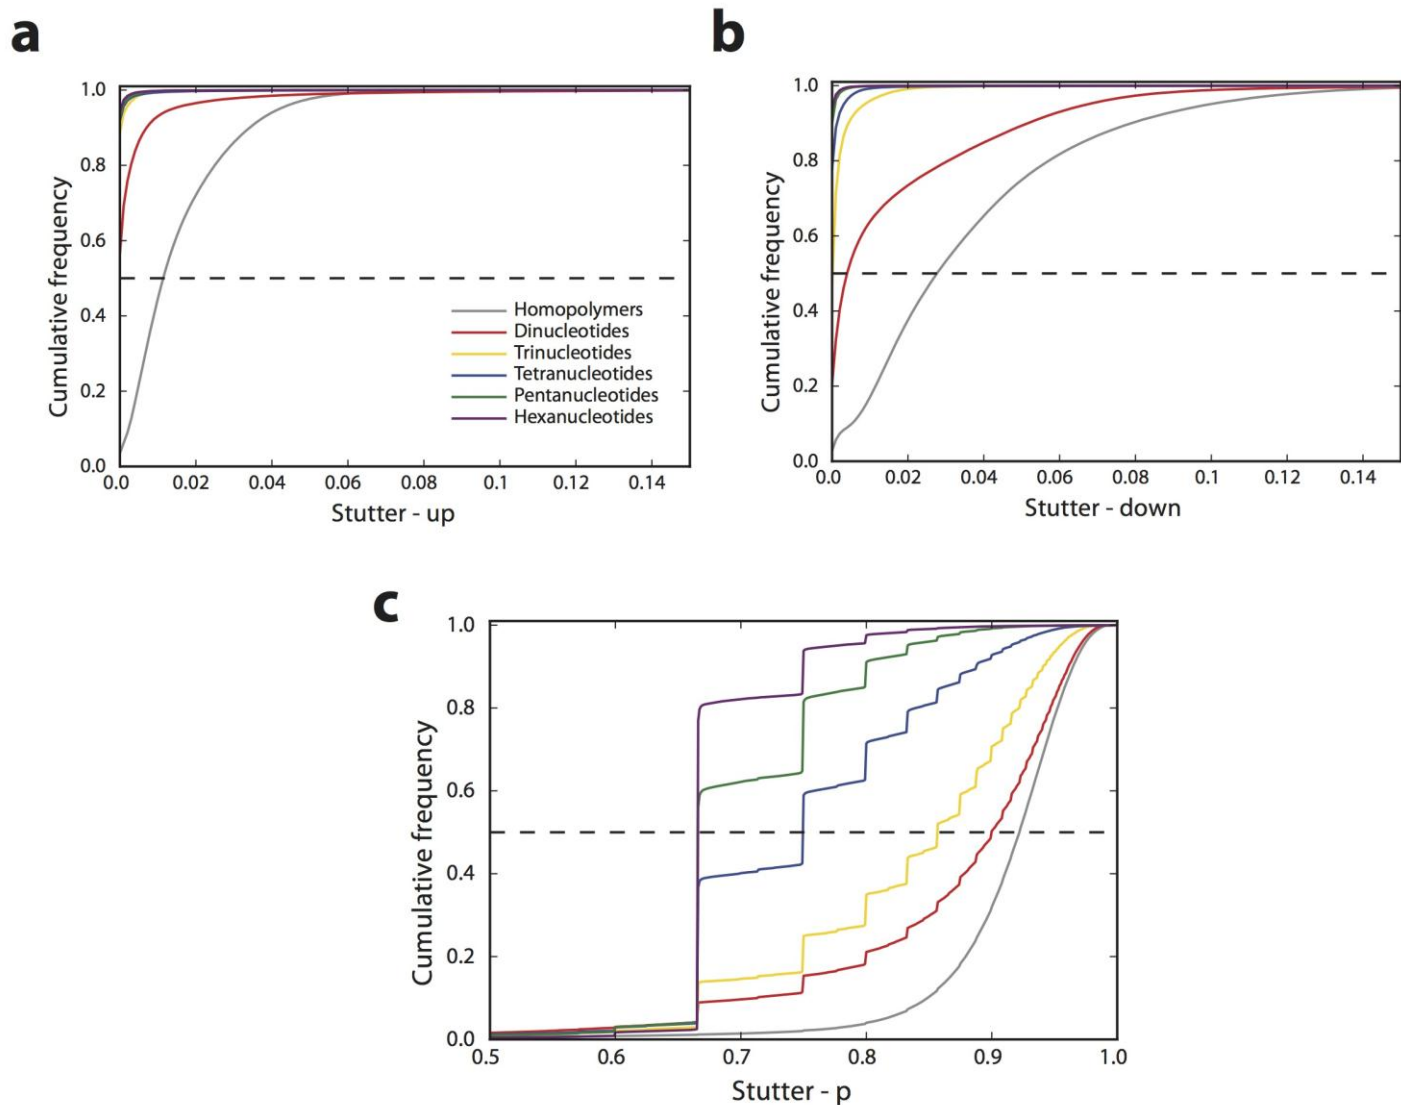 a
1.0
0.8
0.6
0.4
0.2
0.0
Cumulative frequency
0.0 0.02 0.04 0.06 0.08 0.1 0.12 0.14
Stutter - up
Homopolymers
Dinucleotides
Trinucleotides
Tetranucleotides
Pentanucleotides
Hexanucleotides
b
1.0
0.8
0.6
0.4
0.2
0.0
Cumulative frequency
0.0 0.02 0.04 0.06 0.08 0.1 0.12 0.14
Stutter - down
c
1.0
0.8
0.6
0.4
0.2
0.0
Cumulative frequency
0.5 0.6 0.7 0.8 0.9 1.0
Stutter - p